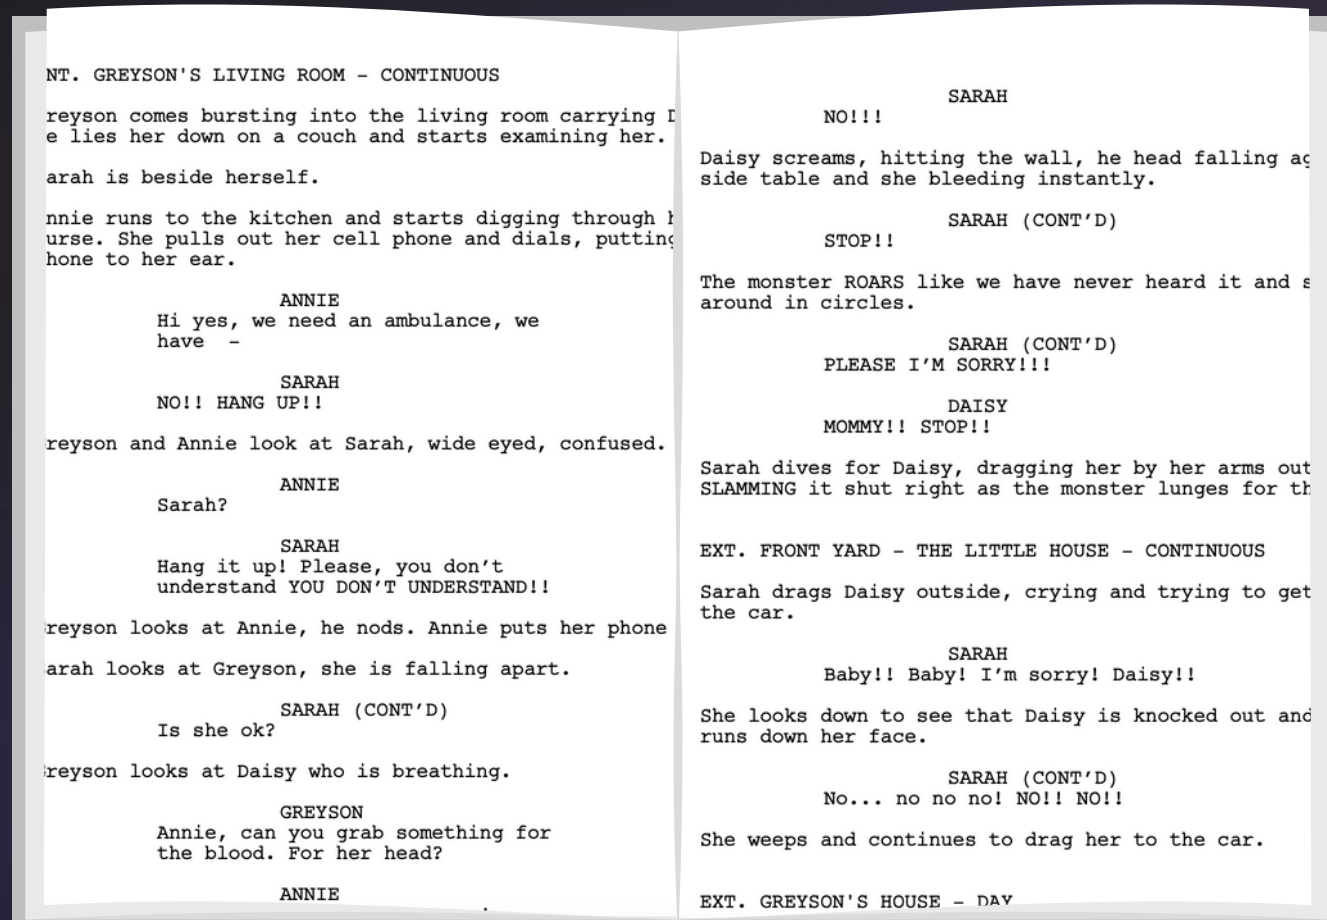 NT. GREYSON'S LIVING ROOM – CONTINUOUS
reyson comes bursting into the living room carrying
e lies her down on a couch and starts examining her.
arah is beside herself.
nnie runs to the kitchen and starts digging through
urse. She pulls out her cell phone and dials, putting
hone to her ear.
ANNIE
Hi yes, we need an ambulance, we
have –
SARAH
NO!! HANG UP!!
reyson and Annie look at Sarah, wide eyed, confused.
ANNIE
Sarah?
SARAH
Hang it up! Please, you don’t
understand YOU DON’T UNDERSTAND!!
reyson looks at Annie, he nods. Annie puts her phone
arah looks at Greyson, she is falling apart.
SARAH (CONT’D)
Is she ok?
reyson looks at Daisy who is breathing.
GREYSON
Annie, can you grab something for
the blood. For her head?
ANNIE
SARAH
NO!!!
Daisy screams, hitting the wall, he head falling ag
side table and she bleeding instantly.
SARAH (CONT’D)
STOP!!
The monster ROARS like we have never heard it and s
around in circles.
SARAH (CONT’D)
PLEASE I’M SORRY!!!
DAISY
MOMMY!! STOP!!
Sarah dives for Daisy, dragging her by her arms out
SLAMMING it shut right as the monster lunges for th
EXT. FRONT YARD – THE LITTLE HOUSE – CONTINUOUS
Sarah drags Daisy outside, crying and trying to get
the car.
SARAH
Baby!! Baby! I’m sorry! Daisy!!
She looks down to see that Daisy is knocked out and
runs down her face.
SARAH (CONT’D)
No... no no no! NO!! NO!!
She weeps and continues to drag her to the car.
EXT. GREYSON'S HOUSE – DAY